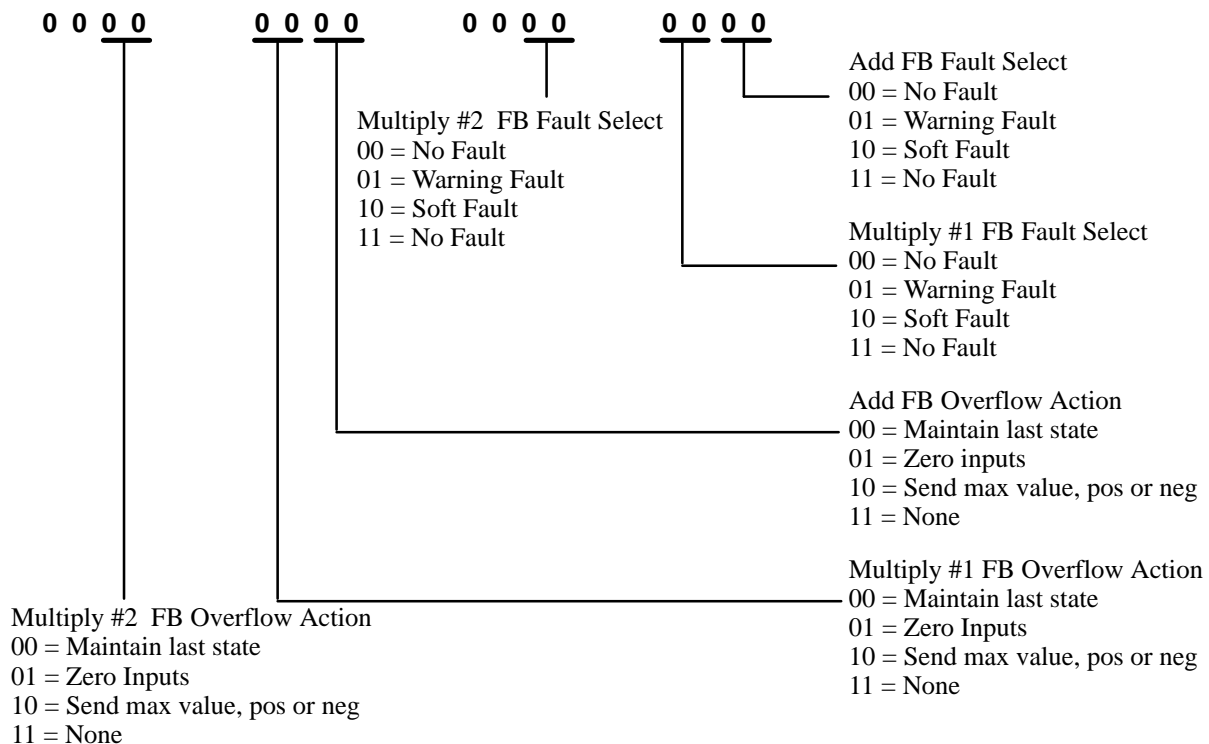 0 0 0 0 0 0 0 0 0 0 0 0 0 0 0 0
Add FB Fault Select
00 = No Fault
01 = Warning Fault
10 = Soft Fault
11 = No Fault
Multiply #2 FB Fault Select
00 = No Fault
01 = Warning Fault
10 = Soft Fault
11 = No Fault
Multiply #1 FB Fault Select
00 = No Fault
01 = Warning Fault
10 = Soft Fault
11 = No Fault
Add FB Overflow Action
00 = Maintain last state
01 = Zero inputs
10 = Send max value, pos or neg
11 = None
Multiply #1 FB Overflow Action
00 = Maintain last state
01 = Zero Inputs
10 = Send max value, pos or neg
11 = None
Multiply #2 FB Overflow Action
00 = Maintain last state
01 = Zero Inputs
10 = Send max value, pos or neg
11 = None